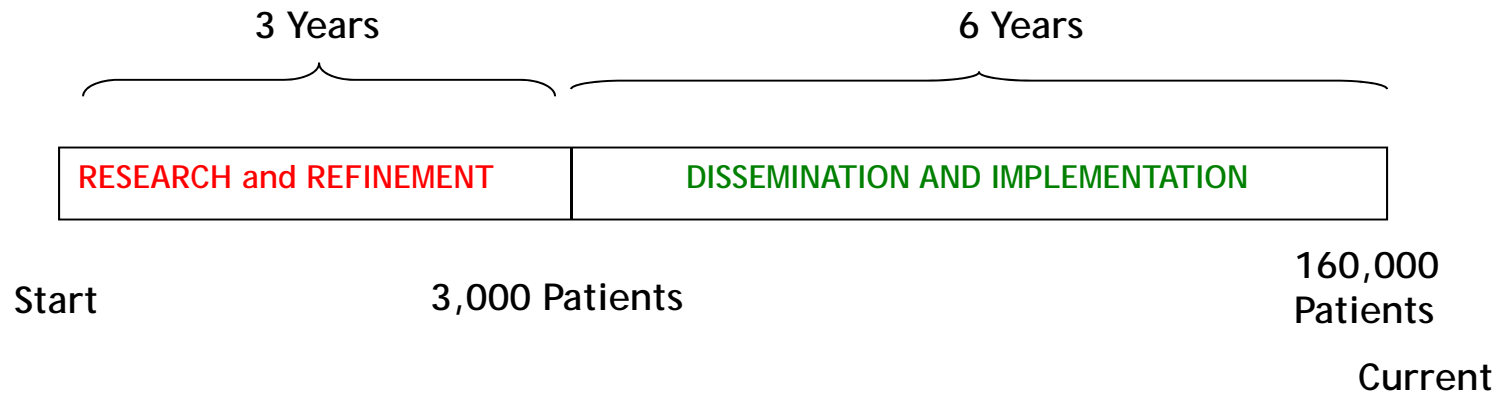 3 Years
6 Years
RESEARCH and REFINEMENT
DISSEMINATION AND IMPLEMENTATION
Start
3,000 Patients
160,000
Patients
Current